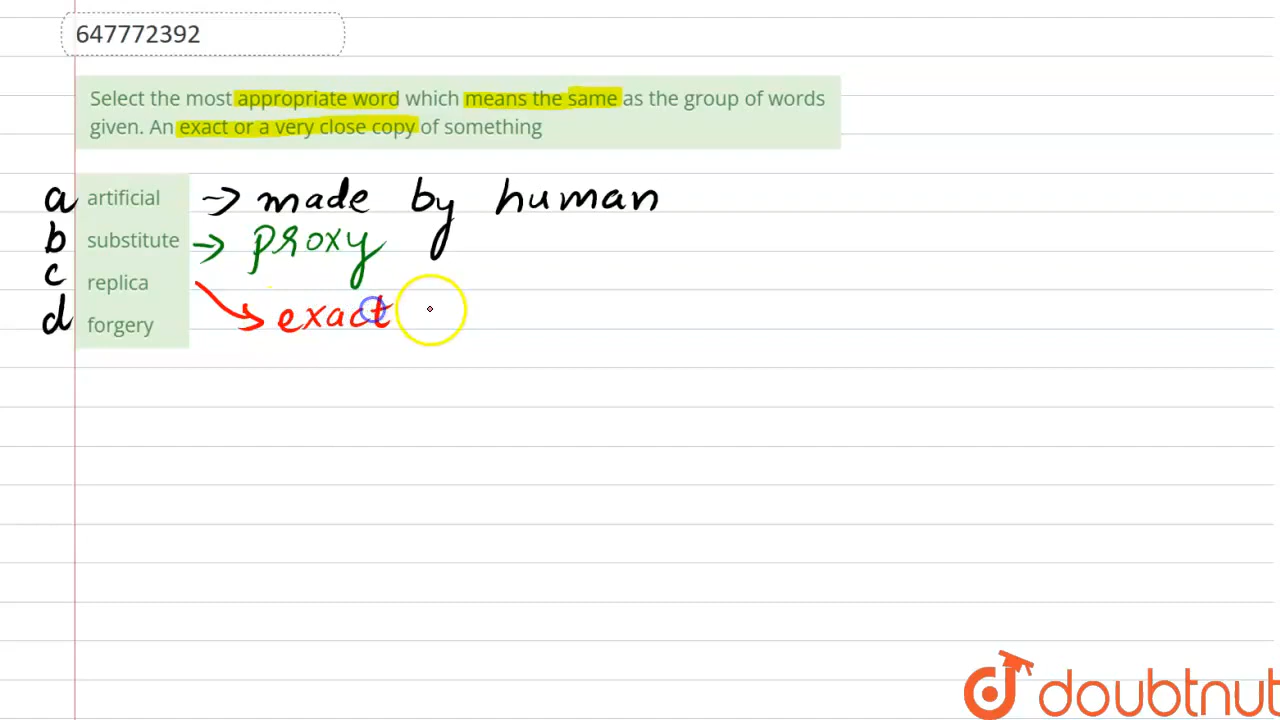 647772392
Select the most appropriate word which means the same as the group of words
given. An exact or a very close copy of something
a artificial → made by human
b substitute → proxy
c replica
d forgery → exact
doubtnut